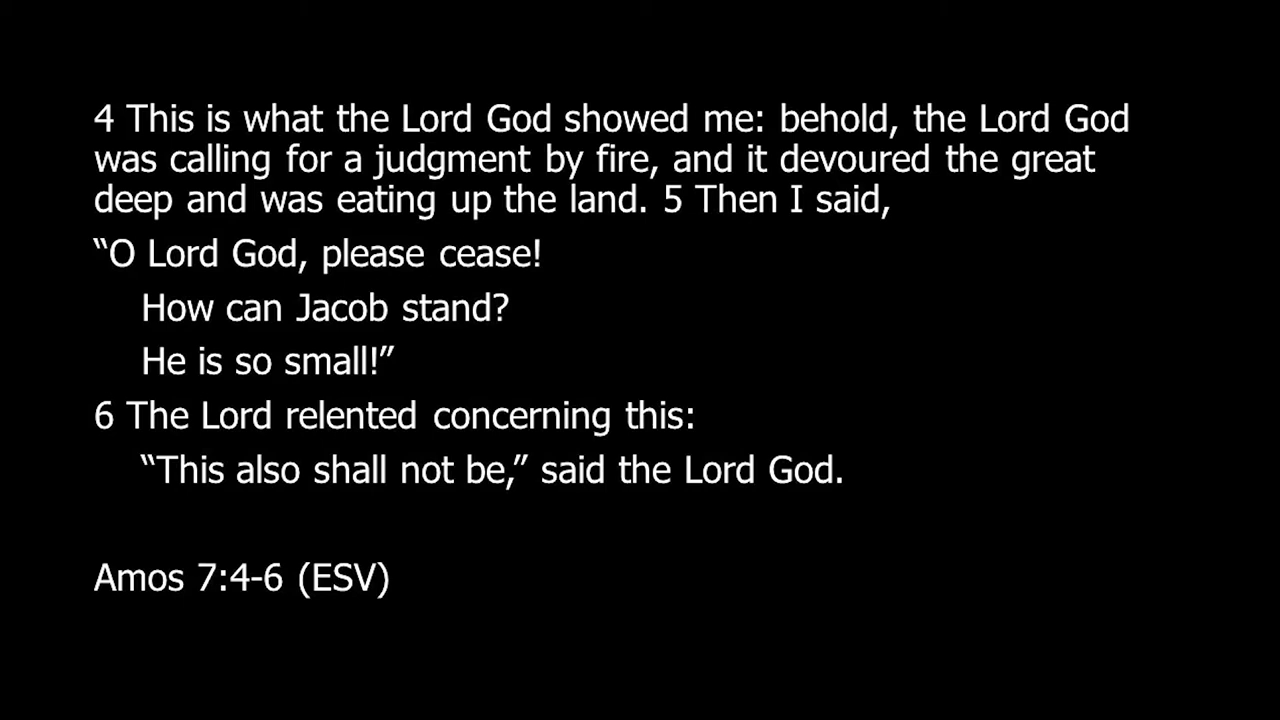 4 This is what the Lord God showed me: behold, the Lord God
was calling for a judgment by fire, and it devoured the great
deep and was eating up the land. 5 Then I said,
“O Lord God, please cease!
How can Jacob stand?
He is so small!”
6 The Lord relented concerning this:
“This also shall not be,” said the Lord God.
Amos 7:4-6 (ESV)